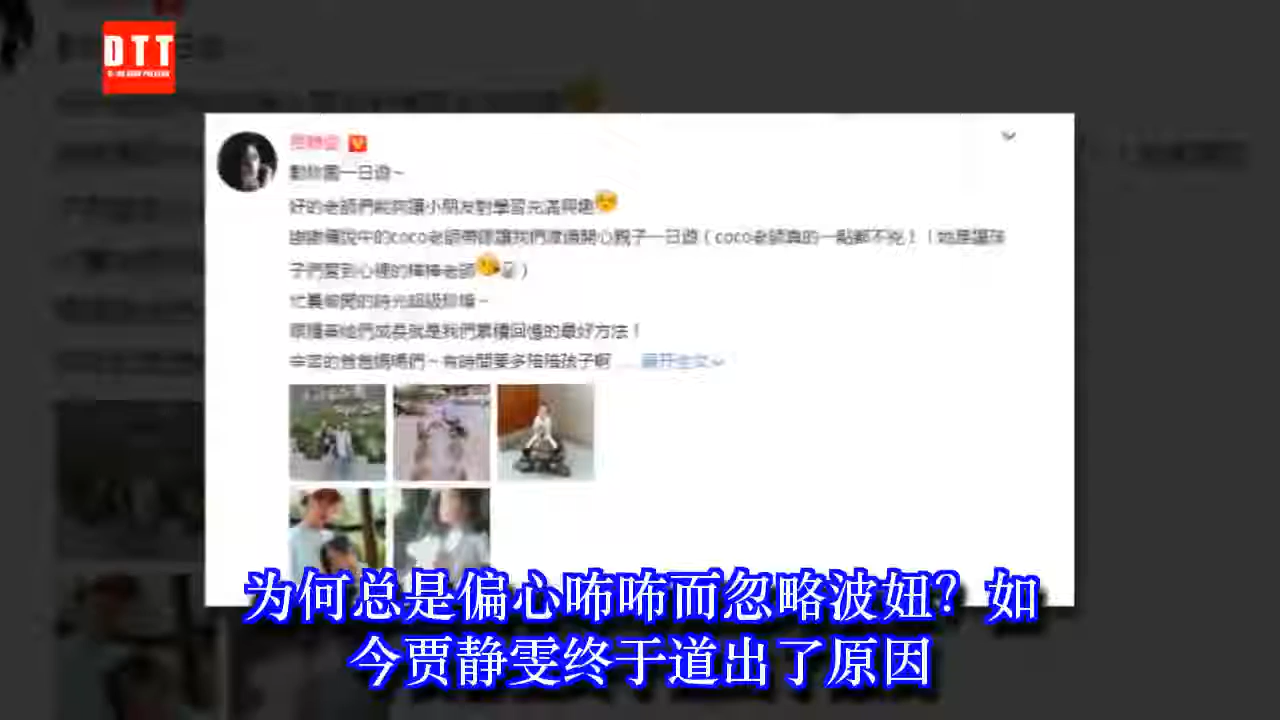 DTT
動物園一日遊~
好的老師們能夠讓小朋友對學習充滿興趣
謝謝傳說中的coco老師帶隊讓我們渡過開心親子一日遊(coco老師真的一點都不兇!(她是讓孩
子們愛到心裡的棒棒老師 )
忙裏偷閒的時光超級珍惜~
跟隨著他們成長就是我們累積回憶的最好方法!
辛苦的爸爸媽媽們~有時間要多陪陪孩子啊 ...展开全文
为何总是偏心咘咘而忽略波妞?如
今贾静雯终于道出了原因